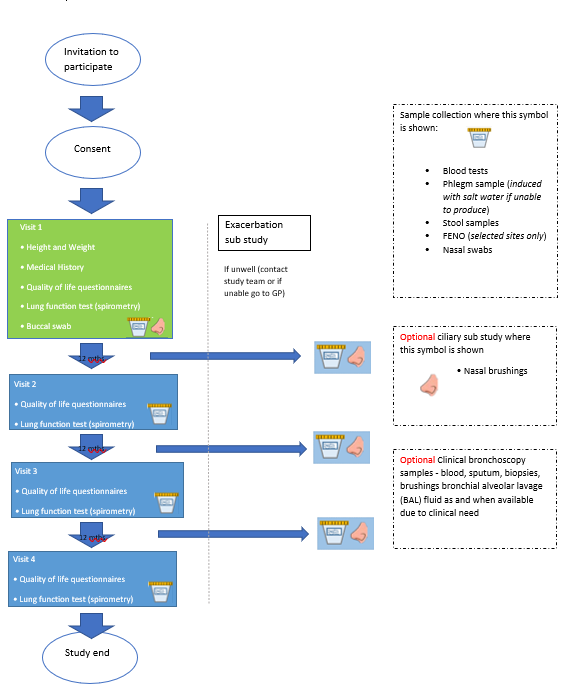 Invitation to
participate
Consent
Visit 1
• Height and Weight
• Medical History
• Quality of life questionnaires
• Lung function test (spirometry)
• Buccal swab
12 mths
Visit 2
• Quality of life questionnaires
• Lung function test (spirometry)
12 mths
Visit 3
• Quality of life questionnaires
• Lung function test (spirometry)
12 mths
Visit 4
• Quality of life questionnaires
• Lung function test (spirometry)
Study end
Exacerbation
sub study
If unwell (contact
study team or if
unable go to GP)
Sample collection where this symbol
is shown:
• Blood tests
• Phlegm sample (induced
with salt water if unable
to produce)
• Stool samples
• FENO (selected sites only)
• Nasal swabs
Optional ciliary sub study where
this symbol is shown
• Nasal brushings
Optional Clinical bronchoscopy
samples - blood, sputum, biopsies,
brushings bronchial alveolar lavage
(BAL) fluid as and when available
due to clinical need